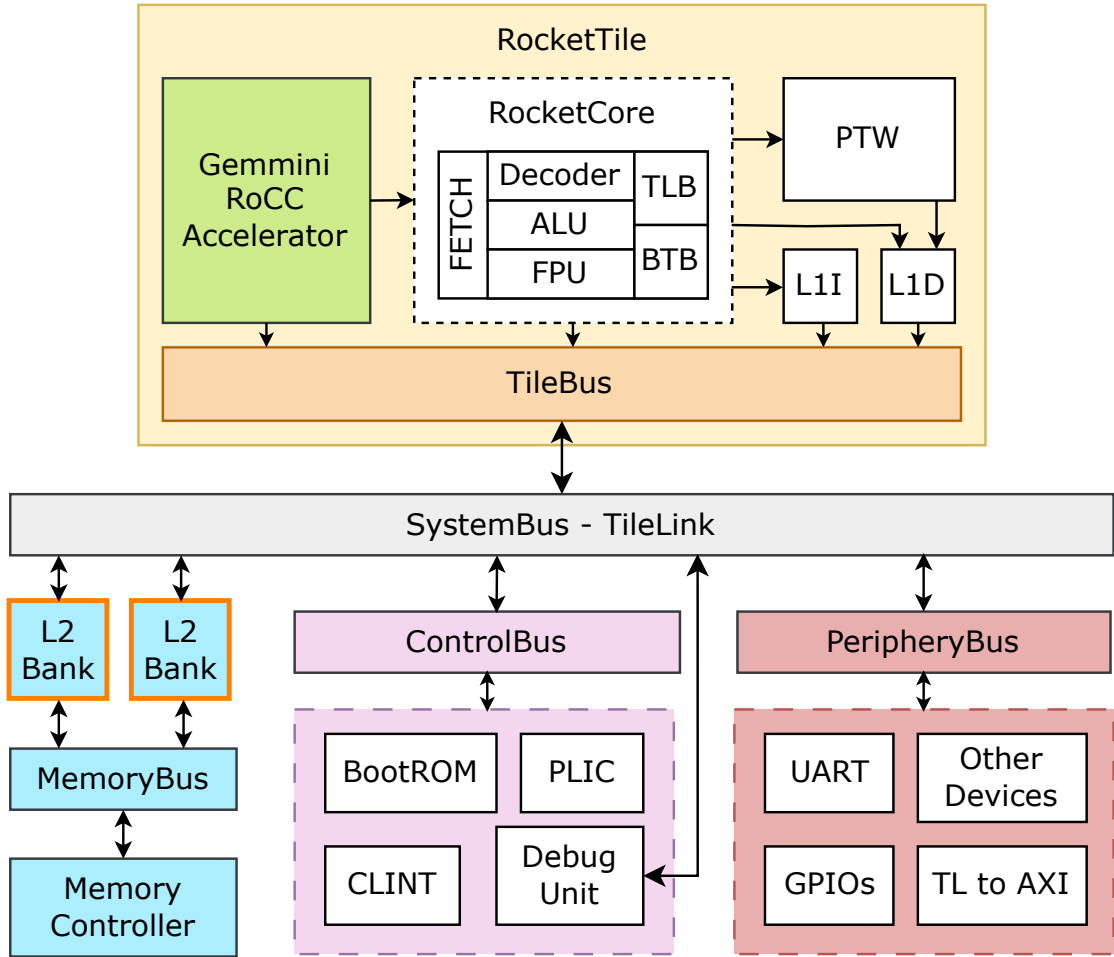 RocketTile
Gemmini
RoCC
Accelerator
RocketCore
FETCH
Decoder
ALU
FPU
TLB
BTB
PTW
L1I
L1D
TileBus
SystemBus - TileLink
L2
Bank
L2
Bank
MemoryBus
Memory
Controller
ControlBus
BootROM
PLIC
CLINT
Debug
Unit
PeripheryBus
UART
Other
Devices
GPIOs
TL to AXI